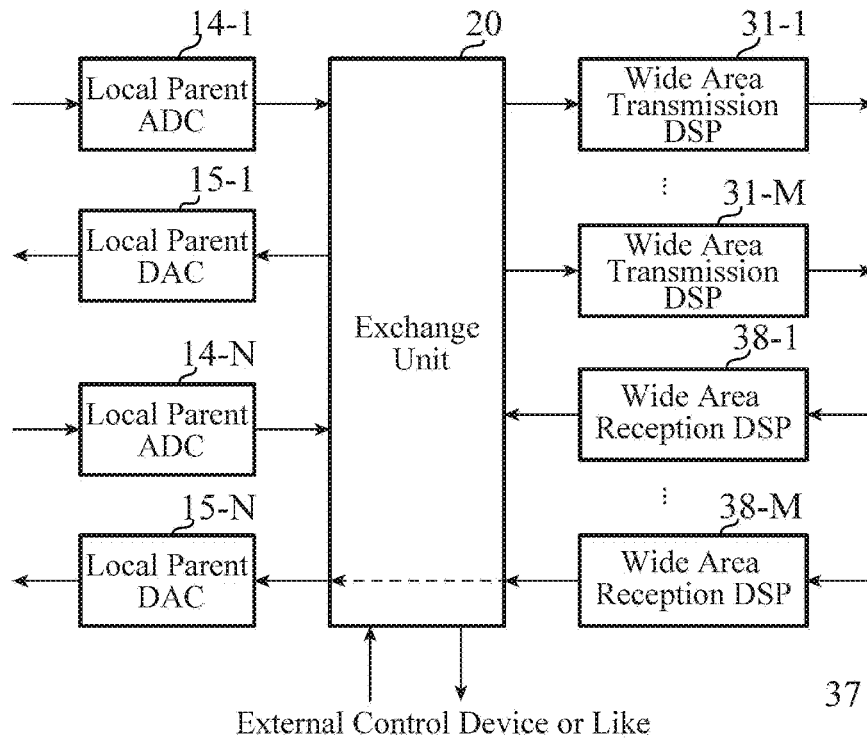 14-1
20
31-1
Local Parent
ADC
Wide Area
Transmission
DSP
⋮
15-1
31-M
Local Parent
DAC
Wide Area
Transmission
DSP
Exchange
Unit
14-N
38-1
Local Parent
ADC
Wide Area
Reception DSP
⋮
15-N
38-M
Local Parent
DAC
Wide Area
Reception DSP
37
External Control Device or Like